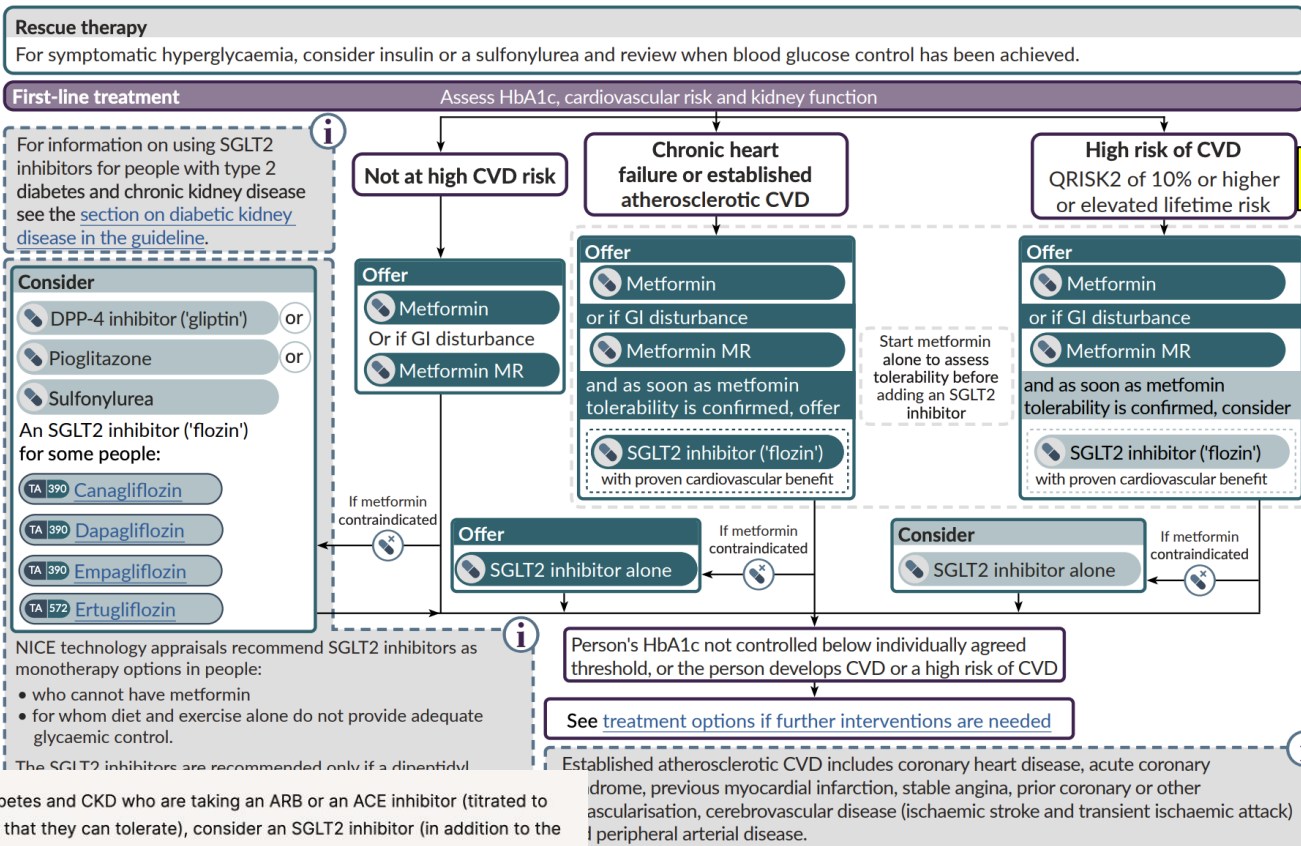 Rescue therapy
For symptomatic hyperglycaemia, consider insulin or a sulfonylurea and review when blood glucose control has been achieved.
First-line treatment
Assess HbA1c, cardiovascular risk and kidney function
For information on using SGLT2
inhibitors for people with type 2
diabetes and chronic kidney disease
see the section on diabetic kidney
disease in the guideline.
i
Not at high CVD risk
Chronic heart
failure or established
atherosclerotic CVD
High risk of CVD
QRISK2 of 10% or higher
or elevated lifetime risk
Consider
DPP-4 inhibitor ('gliptin')
or
Pioglitazone
or
Sulfonylurea
An SGLT2 inhibitor ('flozin')
for some people:
TA 390 Canagliflozin
TA 390 Dapagliflozin
TA 390 Empagliflozin
TA 572 Ertugliflozin
Offer
Metformin
Or if GI disturbance
Metformin MR
If metformin
contraindicated
Offer
Metformin
or if GI disturbance
Metformin MR
and as soon as metfomin
tolerability is confirmed, offer
SGLT2 inhibitor ('flozin')
with proven cardiovascular benefit
Start metformin
alone to assess
tolerability before
adding an SGLT2
inhibitor
Offer
Metformin
or if GI disturbance
Metformin MR
and as soon as metfomin
tolerability is confirmed, consider
SGLT2 inhibitor ('flozin')
with proven cardiovascular benefit
Offer
SGLT2 inhibitor alone
If metformin
contraindicated
Consider
SGLT2 inhibitor alone
If metformin
contraindicated
i
NICE technology appraisals recommend SGLT2 inhibitors as
monotherapy options in people:
• who cannot have metformin
• for whom diet and exercise alone do not provide adequate
glycaemic control.
The SGLT2 inhibitors are recommended only if a dipeptidyl
Person's HbA1c not controlled below individually agreed
threshold, or the person develops CVD or a high risk of CVD
See treatment options if further interventions are needed
Established atherosclerotic CVD includes coronary heart disease, acute coronary
drome, previous myocardial infarction, stable angina, prior coronary or other
ascularisation, cerebrovascular disease (ischaemic stroke and transient ischaemic attack)
peripheral arterial disease.
betes and CKD who are taking an ARB or an ACE inhibitor (titrated to
that they can tolerate), consider an SGLT2 inhibitor (in addition to the